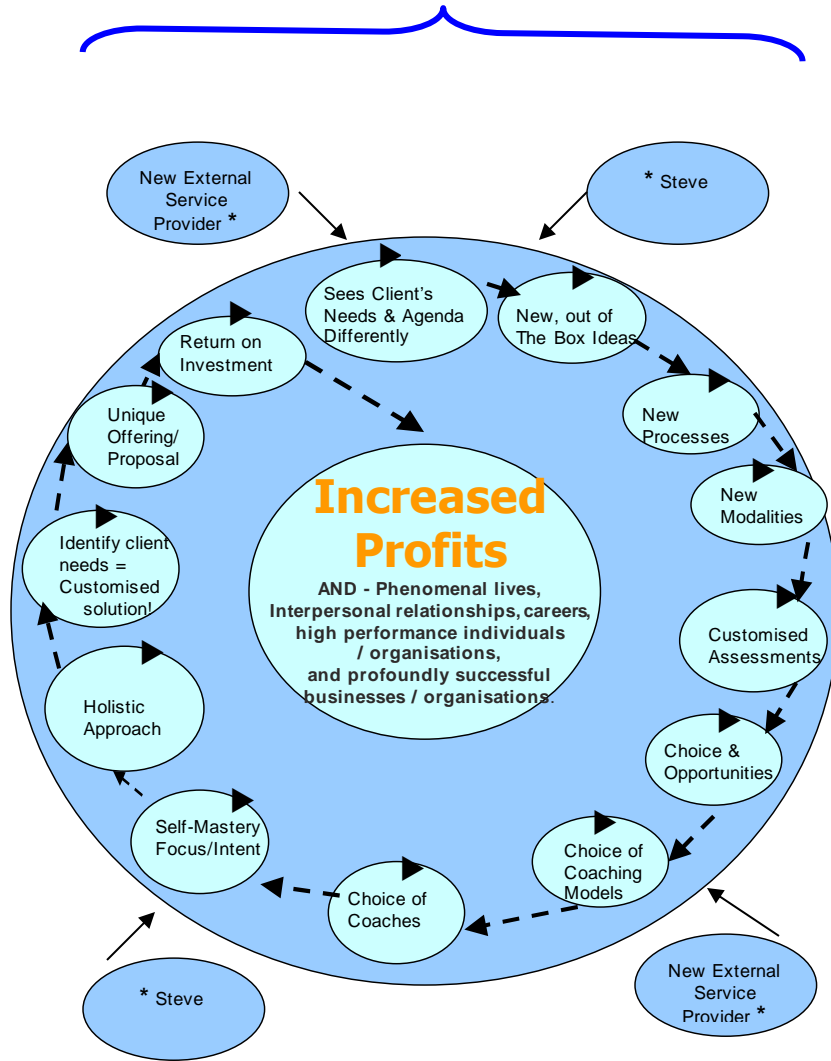 New External
Service
Provider *
* Steve
Sees Client's
Needs & Agenda
Differently
New, out of
The Box Ideas
New
Processes
New
Modalities
Customised
Assessments
Choice &
Opportunities
Choice of
Coaching
Models
Choice of
Coaches
Self-Mastery
Focus/Intent
Holistic
Approach
Identify client
needs =
Customised
solution!
Unique
Offering/
Proposal
Return on
Investment
Increased
Profits
AND - Phenomenal lives,
Interpersonal relationships, careers,
high performance individuals
/ organisations,
and profoundly successful
businesses / organisations.
* Steve
New External
Service
Provider *